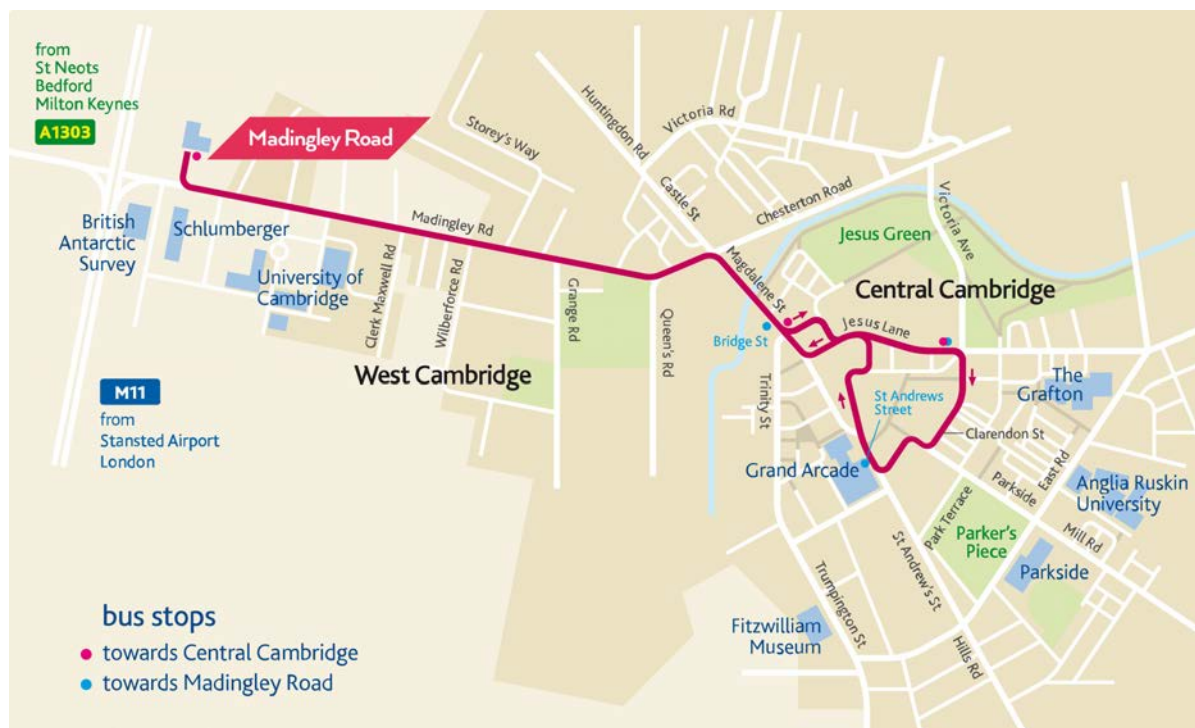 from
St Neots
Bedford
Milton Keynes
A1303
Madingley Road
British
Antarctic
Survey
Schlumberger
University of
Cambridge
Madingley Rd
Storey's Way
Clerk Maxwell Rd
Wilberforce Rd
Grange Rd
Queen's Rd
West Cambridge
M11
from
Stansted Airport
London
Huntingdon Rd
Victoria Rd
Castle St
Chesterton Road
Victoria Ave
Jesus Green
Magdalene St
Central Cambridge
Jesus Lane
Bridge St
Trinity St
St Andrews
Street
The
Grafton
Clarendon St
Grand Arcade
East Rd
Parkside
Anglia Ruskin
University
Park Terrace
Parker's
Piece
Mill Rd
Parkside
St Andrew's St
Trumpington St
Fitzwilliam
Museum
Hills Rd
bus stops
towards Central Cambridge
towards Madingley Road